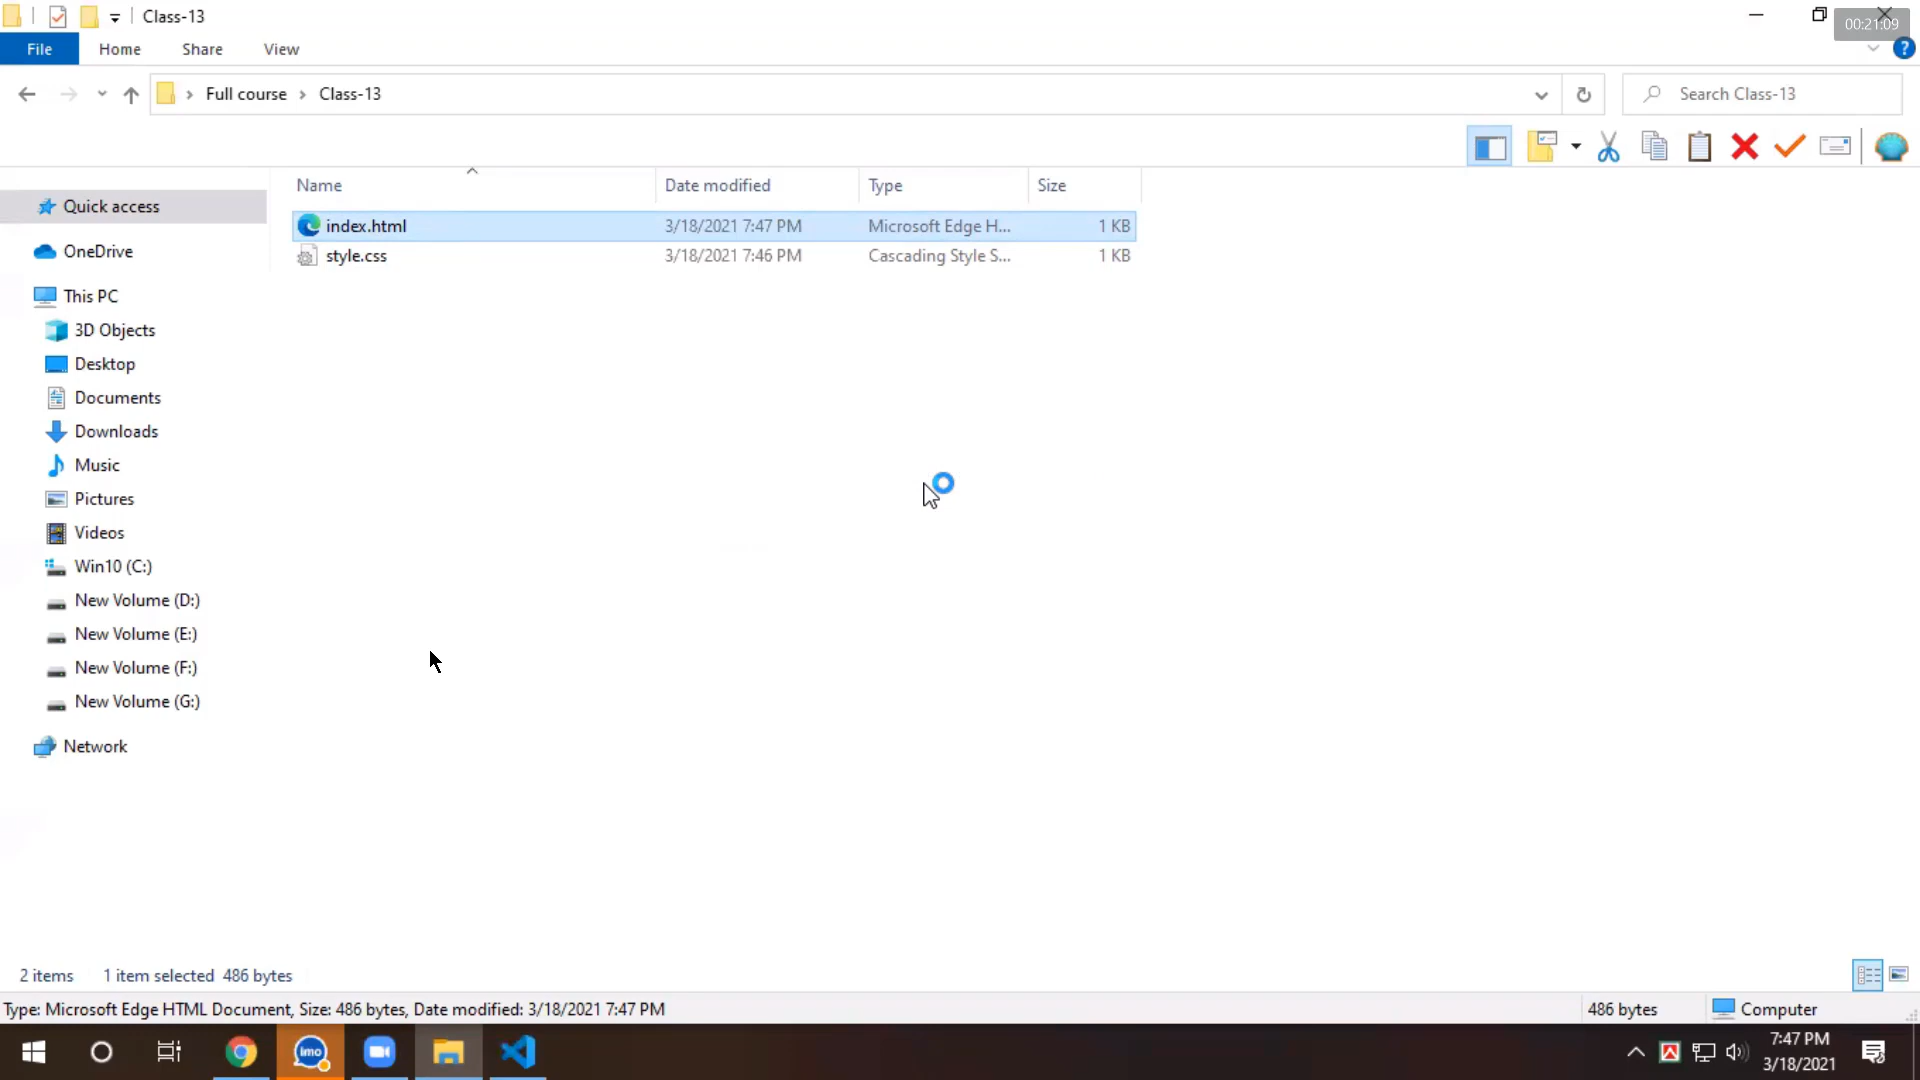 Class-13
00:21:09
File Home Share View
?
Full course Class-13
Search Class-13
Name Date modified Type Size
index.html 3/18/2021 7:47 PM Microsoft Edge H... 1 KB
style.css 3/18/2021 7:46 PM Cascading Style S... 1 KB
Quick access
OneDrive
This PC
3D Objects
Desktop
Documents
Downloads
Music
Pictures
Videos
Win10 (C:)
New Volume (D:)
New Volume (E:)
New Volume (F:)
New Volume (G:)
Network
2 items 1 item selected 486 bytes
Type: Microsoft Edge HTML Document, Size: 486 bytes, Date modified: 3/18/2021 7:47 PM
486 bytes Computer
imo
7:47 PM
3/18/2021